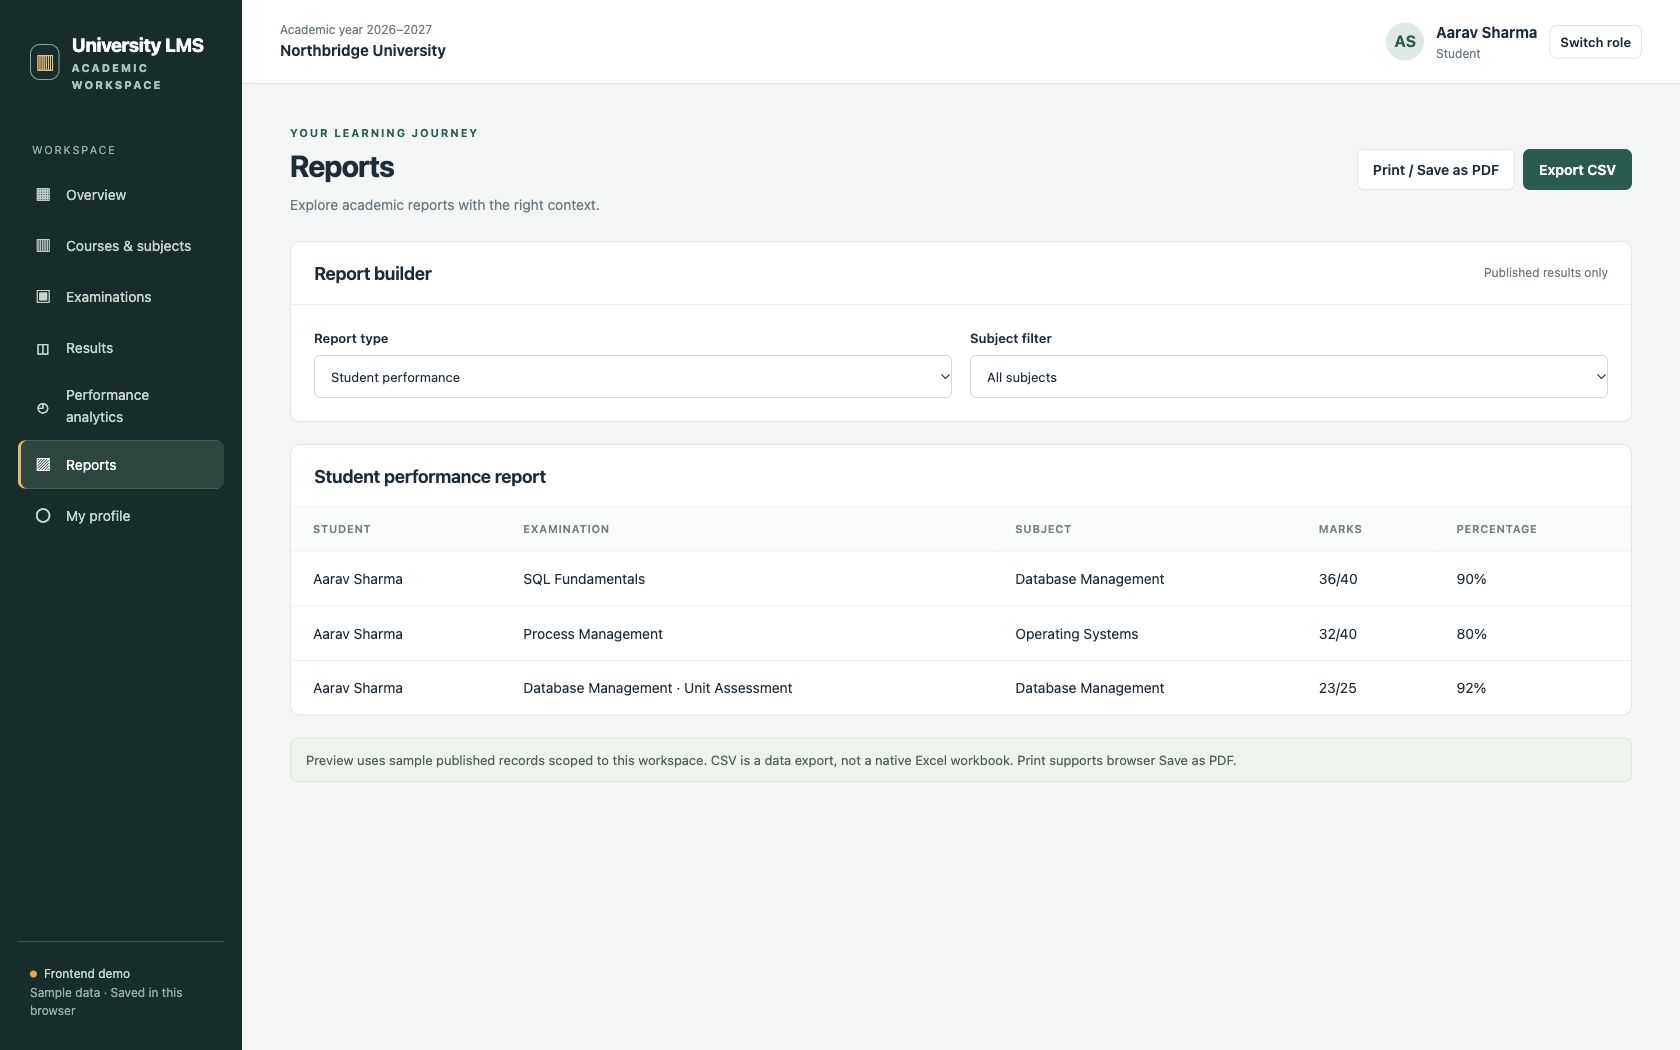 University LMS
ACADEMIC
WORKSPACE
WORKSPACE
Overview
Courses & subjects
Examinations
Results
Performance
analytics
Reports
My profile
Frontend demo
Sample data · Saved in this
browser
Academic year 2026–2027
Northbridge University
AS
Aarav Sharma
Student
Switch role
YOUR LEARNING JOURNEY
Reports
Explore academic reports with the right context.
Print / Save as PDF
Export CSV
Report builder
Published results only
Report type
Subject filter
Student performance
All subjects
Student performance report
STUDENT EXAMINATION SUBJECT MARKS PERCENTAGE
Aarav Sharma SQL Fundamentals Database Management 36/40 90%
Aarav Sharma Process Management Operating Systems 32/40 80%
Aarav Sharma Database Management · Unit Assessment Database Management 23/25 92%
Preview uses sample published records scoped to this workspace. CSV is a data export, not a native Excel workbook. Print supports browser Save as PDF.